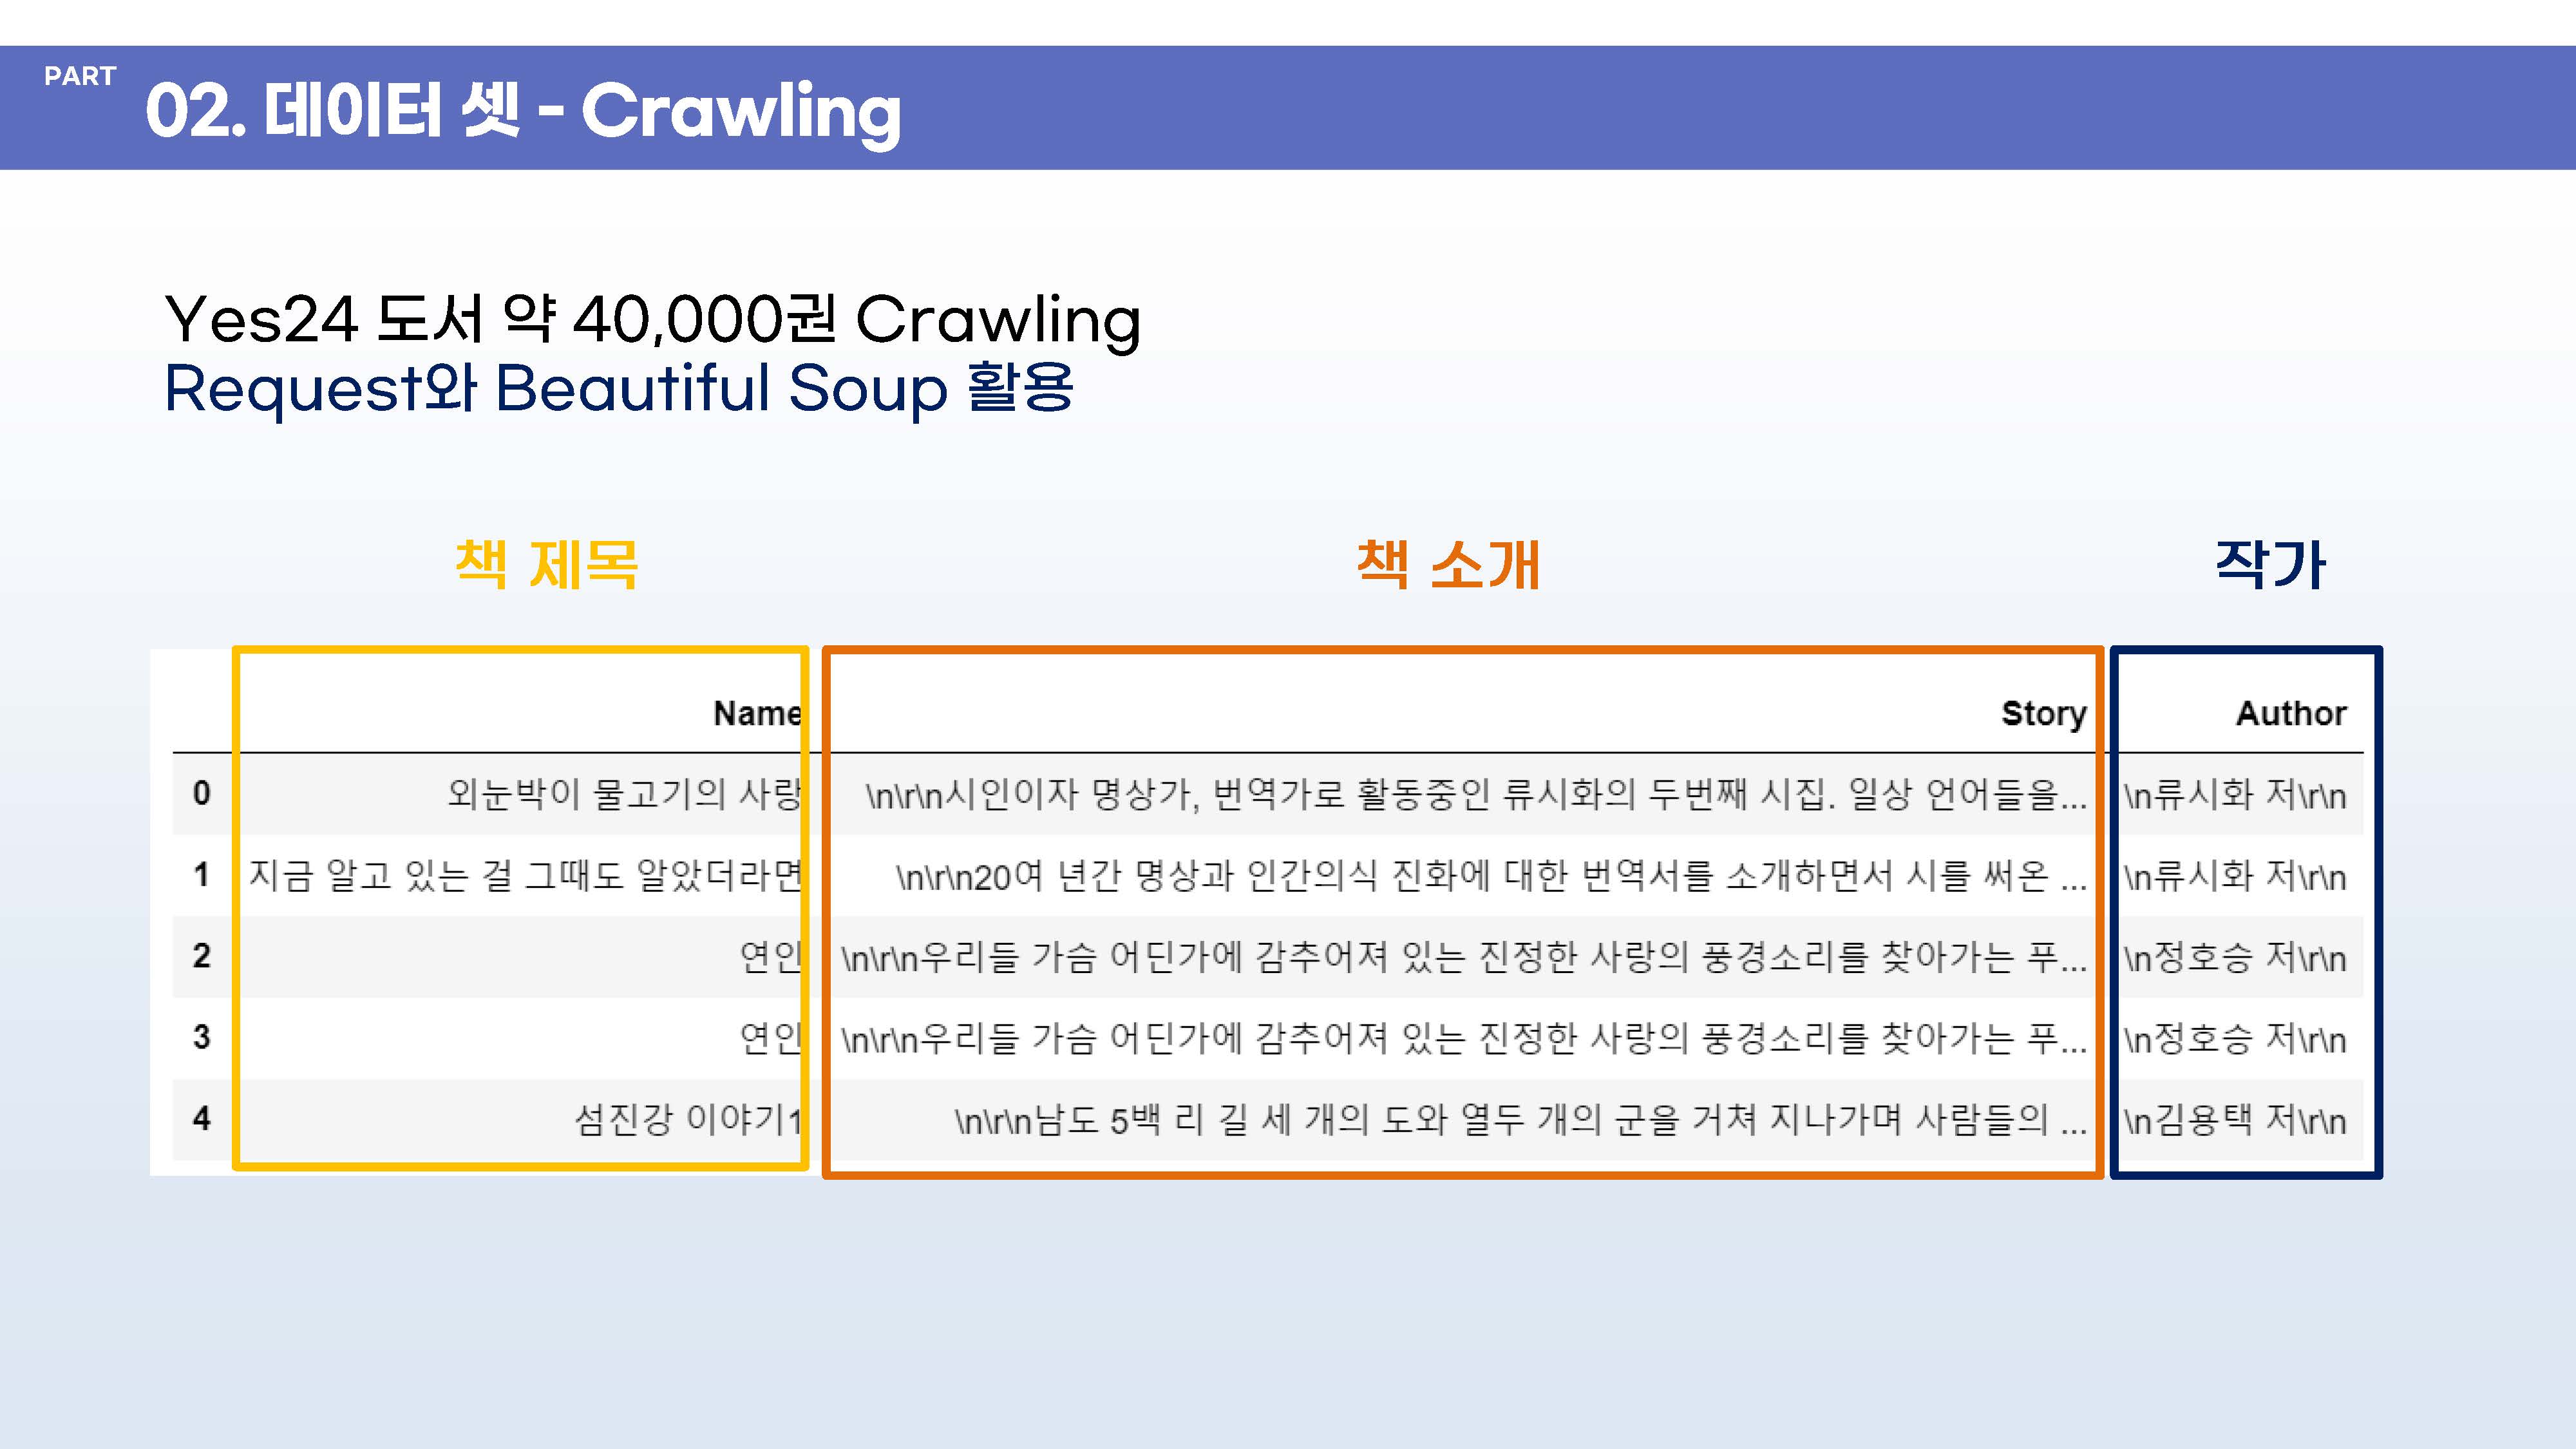 PART
02. 데이터 셋 - Crawling
Yes24 도서 약 40,000권 Crawling
Request와 Beautiful Soup 활용
책 제목 책 소개 작가
Name Story Author
0 외눈박이 물고기의 사랑 \n\r\n시인이자 명상가, 번역가로 활동중인 류시화의 두번째 시집. 일상 언어들을... \n류시화 저\r\n
1 지금 알고 있는 걸 그때도 알았더라면 \n\r\n20여 년간 명상과 인간의식 진화에 대한 번역서를 소개하면서 시를 써온 ... \n류시화 저\r\n
2 연인 \n\r\n우리들 가슴 어딘가에 감추어져 있는 진정한 사랑의 풍경소리를 찾아가는 푸... \n정호승 저\r\n
3 연인 \n\r\n우리들 가슴 어딘가에 감추어져 있는 진정한 사랑의 풍경소리를 찾아가는 푸... \n정호승 저\r\n
4 섬진강 이야기1 \n\r\n남도 5백 리 길 세 개의 도와 열두 개의 군을 거쳐 지나가며 사람들의 ... \n김용택 저\r\n